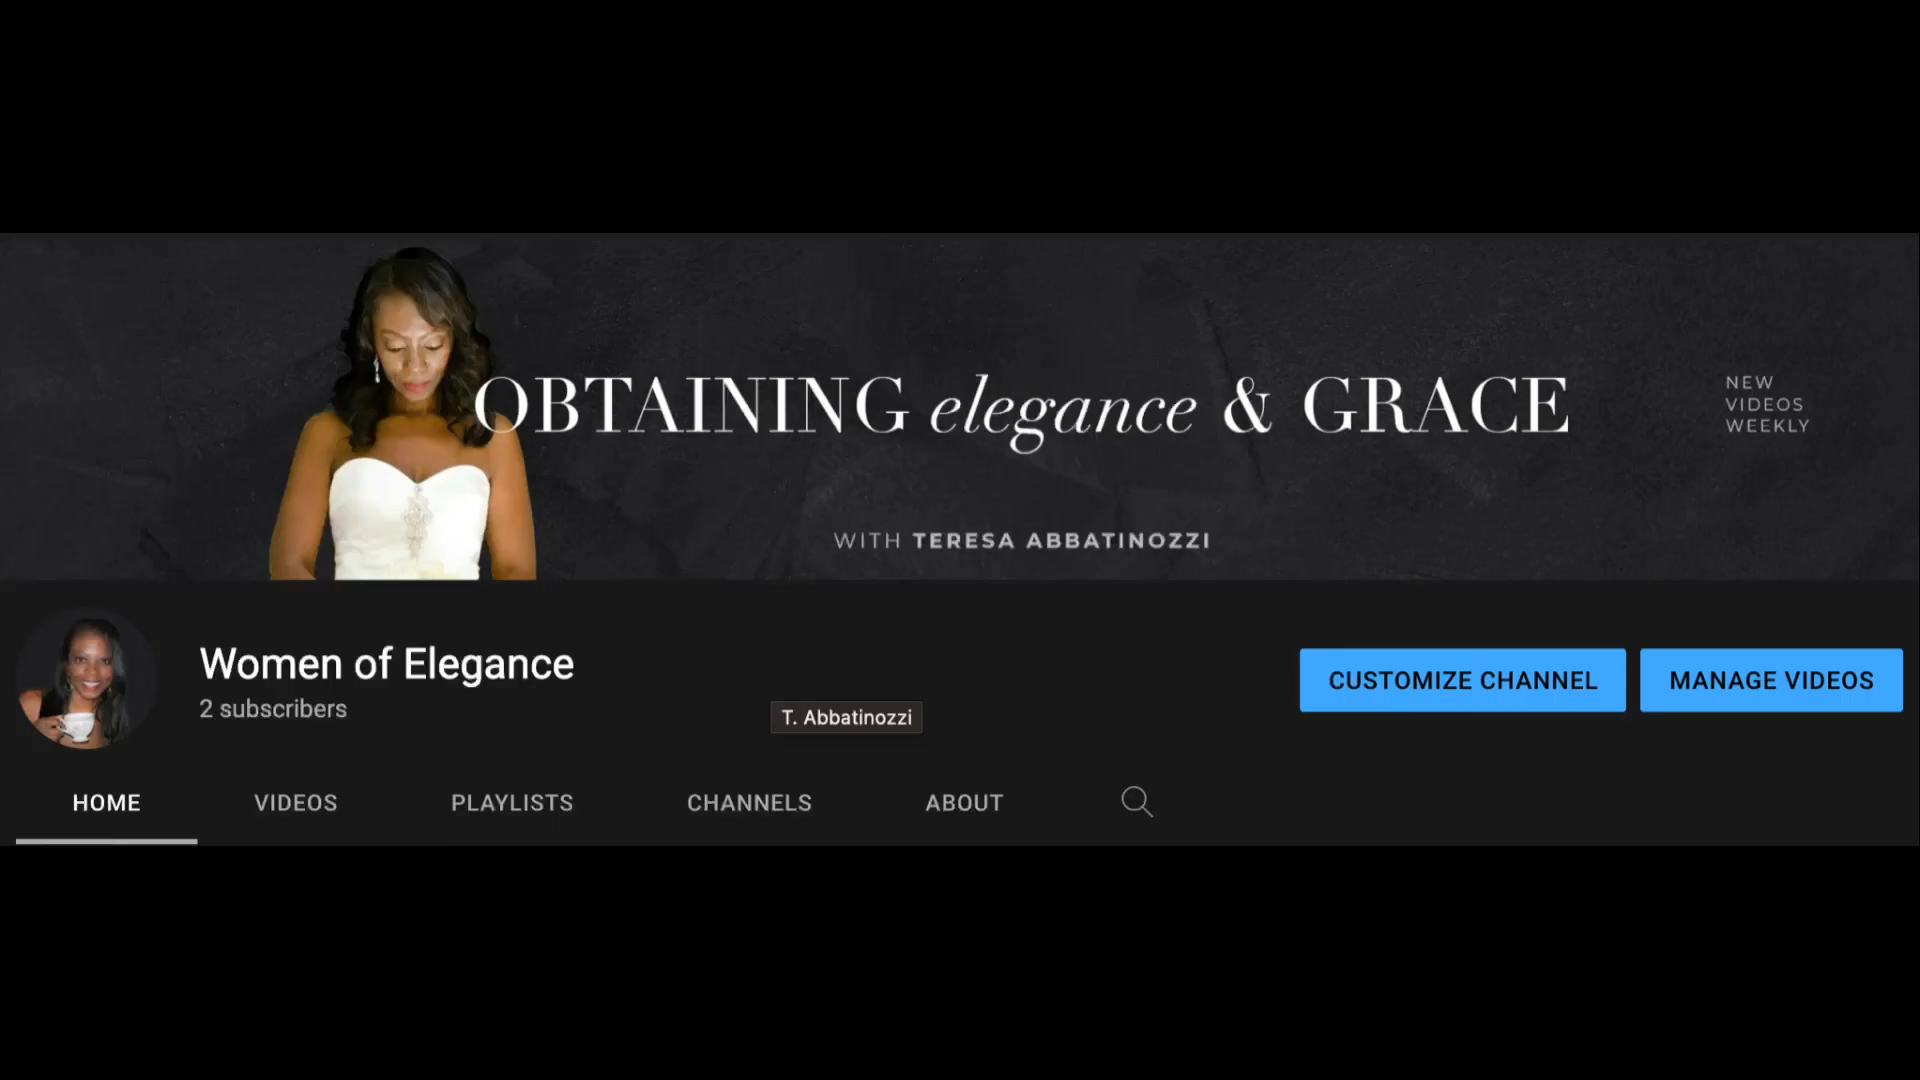 OBTAINING elegance & GRACE
NEW
VIDEOS
WEEKLY
WITH TERESA ABBATINOZZI
Women of Elegance
2 subscribers
T. Abbatinozzi
CUSTOMIZE CHANNEL
MANAGE VIDEOS
HOME VIDEOS PLAYLISTS CHANNELS ABOUT